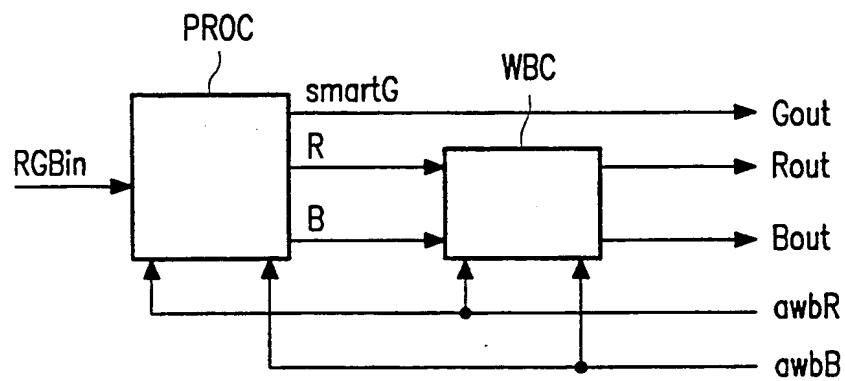 PROC
WBC
smartG
Gout
RGBin
R
Rout
B
Bout
awbR
awbB